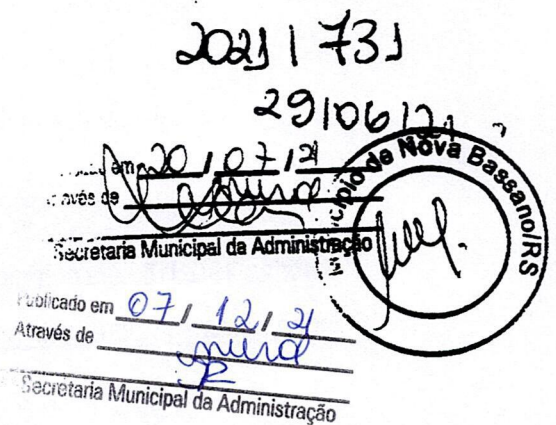 2021 | 731
29/06/21
em 20 / 07 / 21
através de
Secretaria Municipal da Administração
Município de Nova Bassano/RS
Publicado em 07 / 12 / 21
Através de
Secretaria Municipal da Administração